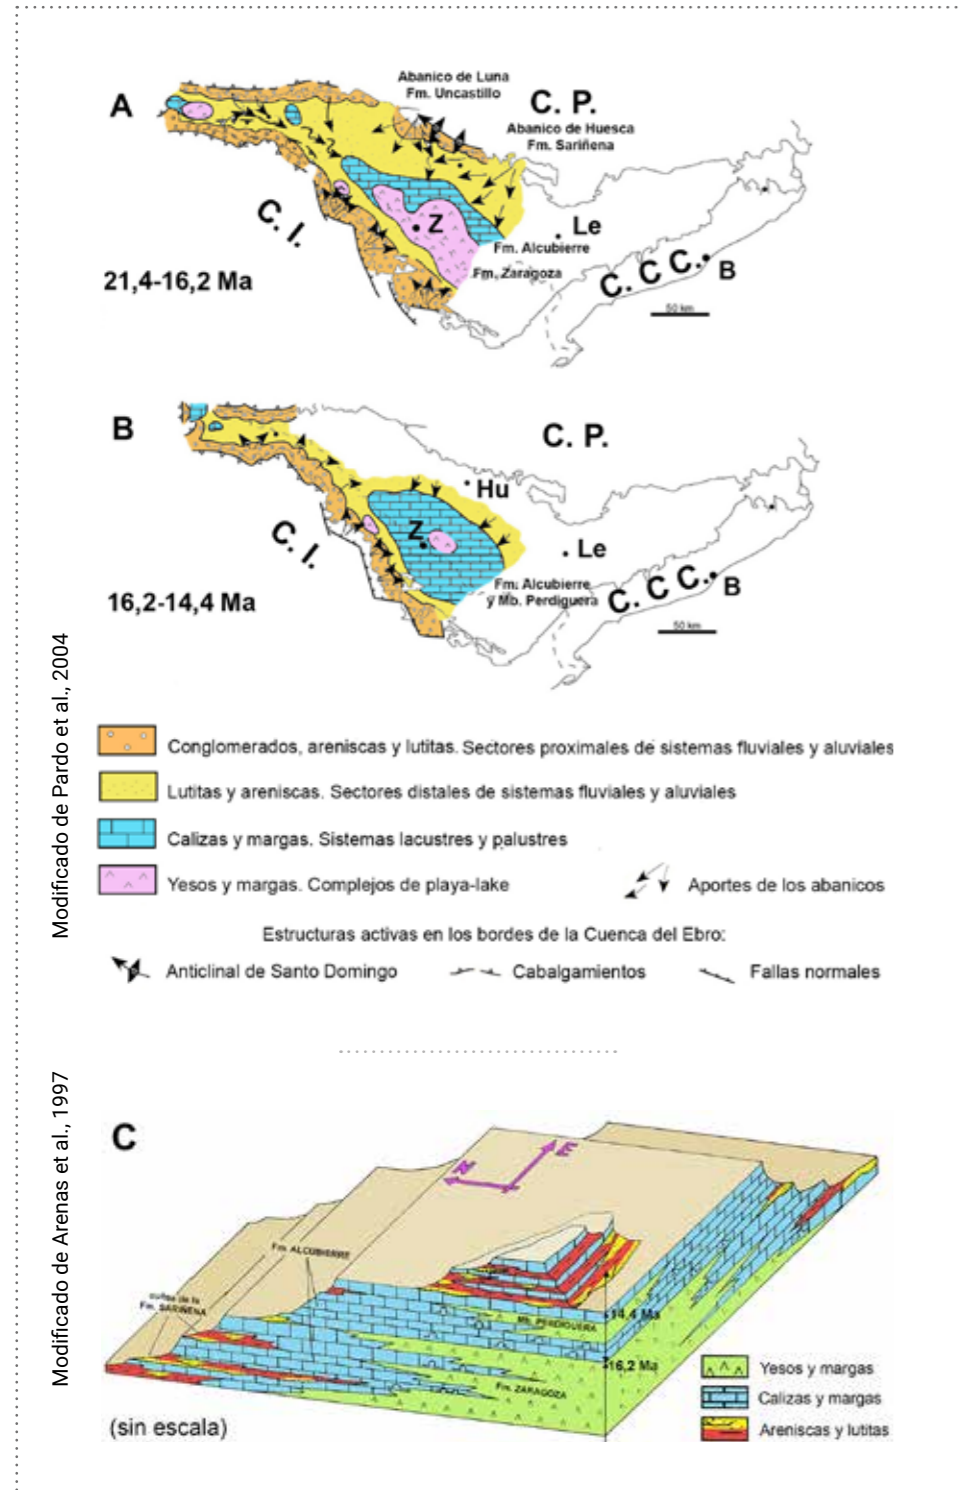 A
Abanico de Luna
Fm. Uncastillo
C. P.
Abanico de Huesca
Fm. Sariñena
C. I.
Z
Le
Fm. Alcubierre
Fm. Zaragoza
C. C C.
B
21,4-16,2 Ma
50 km
B
C. P.
Hu
C. I.
Z
Le
Fm. Alcubierre
y Mb. Perdiguera
C. C C.
B
16,2-14,4 Ma
50 km
Modificado de Pardo et al., 2004
Conglomerados, areniscas y lutitas. Sectores proximales de sistemas fluviales y aluviales
Lutitas y areniscas. Sectores distales de sistemas fluviales y aluviales
Calizas y margas. Sistemas lacustres y palustres
Yesos y margas. Complejos de playa-lake
Aportes de los abanicos
Estructuras activas en los bordes de la Cuenca del Ebro:
Anticlinal de Santo Domingo
Cabalgamientos
Fallas normales
Modificado de Arenas et al., 1997
C
N
E
Fm. ALCUBIERRE
de la
Fm. SARIÑENA
Mb. PERDIGUERA
14,4 Ma
16,2 Ma
Fm. ZARAGOZA
Yesos y margas
Calizas y margas
Areniscas y lutitas
(sin escala)